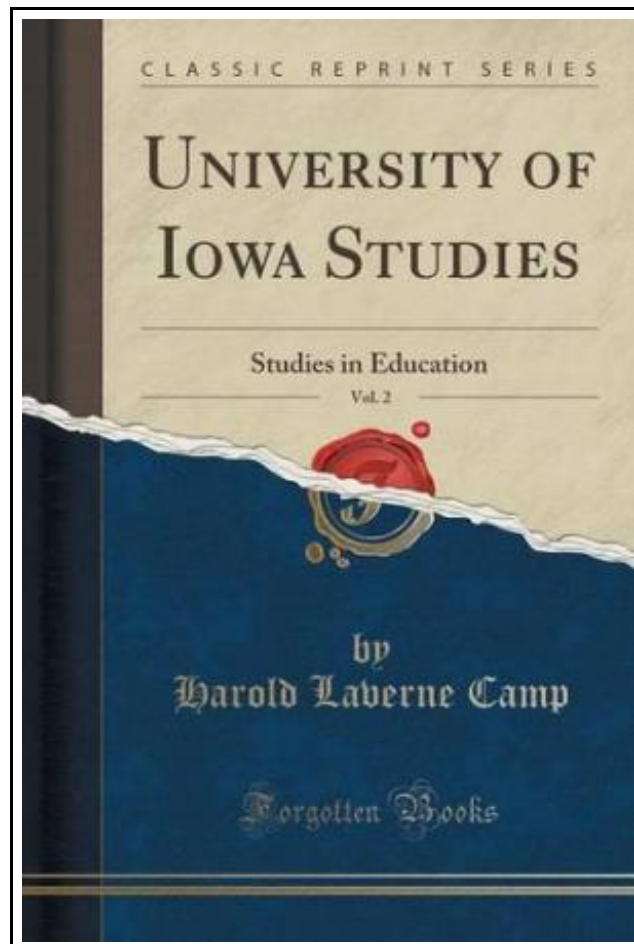 CLASSIC REPRINT SERIES
UNIVERSITY OF
IOWA STUDIES
Studies in Education
Vol. 2
F
by
Harold Laverne Camp
Forgotten Books